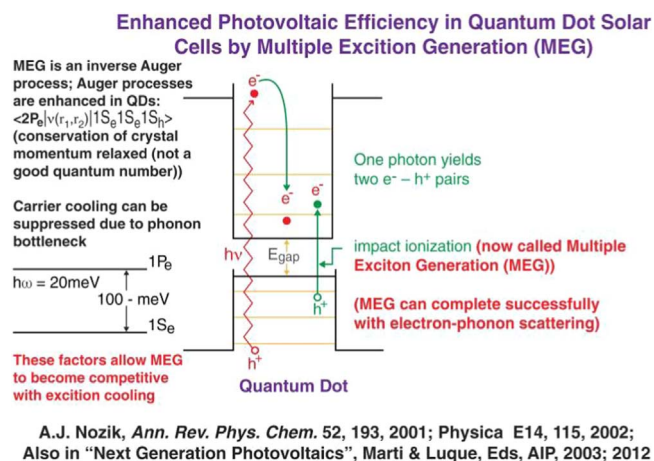 Enhanced Photovoltaic Efficiency in Quantum Dot Solar
Cells by Multiple Excition Generation (MEG)
MEG is an inverse Auger
process; Auger processes
are enhanced in QDs:
<2Pₑ|ν(r₁,r₂)|1Sₑ1Sₑ1Sₕ>
(conservation of crystal
momentum relaxed (not a
good quantum number))
Carrier cooling can be
suppressed due to phonon
bottleneck
1Pₑ
hω = 20meV
100 - meV
1Sₑ
These factors allow MEG
to become competitive
with excition cooling
e⁻
e⁻
e⁻
hν
E_gap
h⁺
h⁺
Quantum Dot
One photon yields
two e⁻ – h⁺ pairs
impact ionization (now called Multiple
Exciton Generation (MEG))
(MEG can complete successfully
with electron-phonon scattering)
A.J. Nozik, Ann. Rev. Phys. Chem. 52, 193, 2001; Physica E14, 115, 2002;
Also in “Next Generation Photovoltaics”, Marti & Luque, Eds, AIP, 2003; 2012